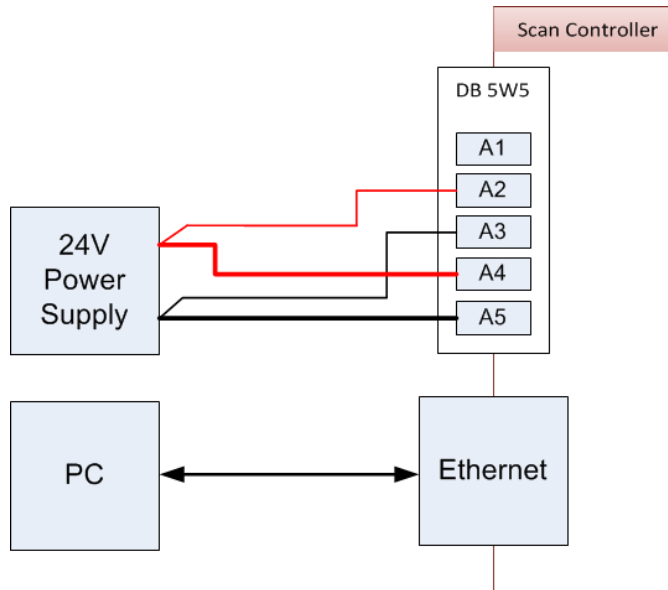 Scan Controller
DB 5W5
A1
A2
A3
A4
A5
24V
Power
Supply
PC
Ethernet